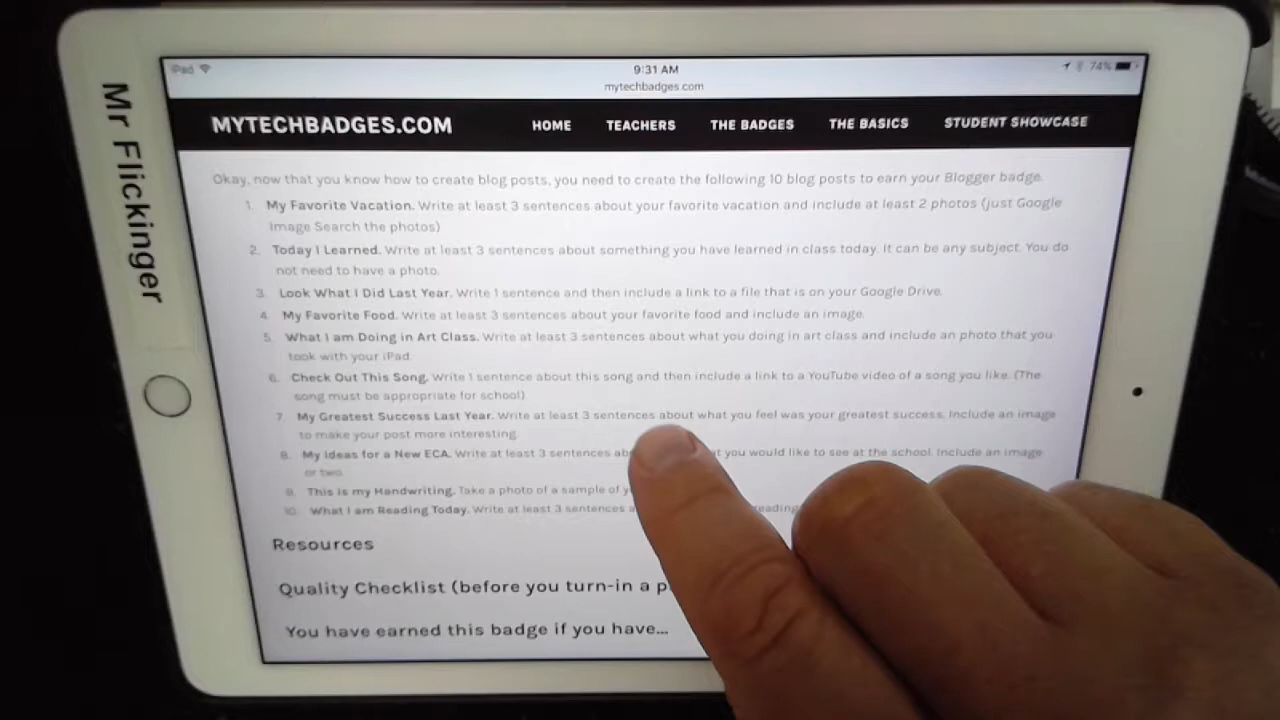 Mr Flickinger
iPad
9:31 AM
74%
mytechbadges.com
MYTECHBADGES.COM HOME TEACHERS THE BADGES THE BASICS STUDENT SHOWCASE
Okay, now that you know how to create blog posts, you need to create the following 10 blog posts to earn your Blogger badge.
1. My Favorite Vacation. Write at least 3 sentences about your favorite vacation and include at least 2 photos (just Google
Image Search the photos)
2. Today I Learned. Write at least 3 sentences about something you have learned in class today. It can be any subject. You do
not need to have a photo.
3. Look What I Did Last Year. Write 1 sentence and then include a link to a file that is on your Google Drive.
4. My Favorite Food. Write at least 3 sentences about your favorite food and include an image.
5. What I am Doing in Art Class. Write at least 3 sentences about what you doing in art class and include an photo that you
took with your iPad.
6. Check Out This Song. Write 1 sentence about this song and then include a link to a YouTube video of a song you like. (The
song must be appropriate for school)
7. My Greatest Success Last Year. Write at least 3 sentences about what you feel was your greatest success. Include an image
to make your post more interesting.
8. My Ideas for a New ECA. Write at least 3 sentences you would like to see at the school. Include an image
or two.
9. This is my Handwriting. Take a photo of a sample of
10. What I am Reading Today. Write at least 3 sentences reading
Resources
Quality Checklist (before you turn-in a
You have earned this badge if you have...